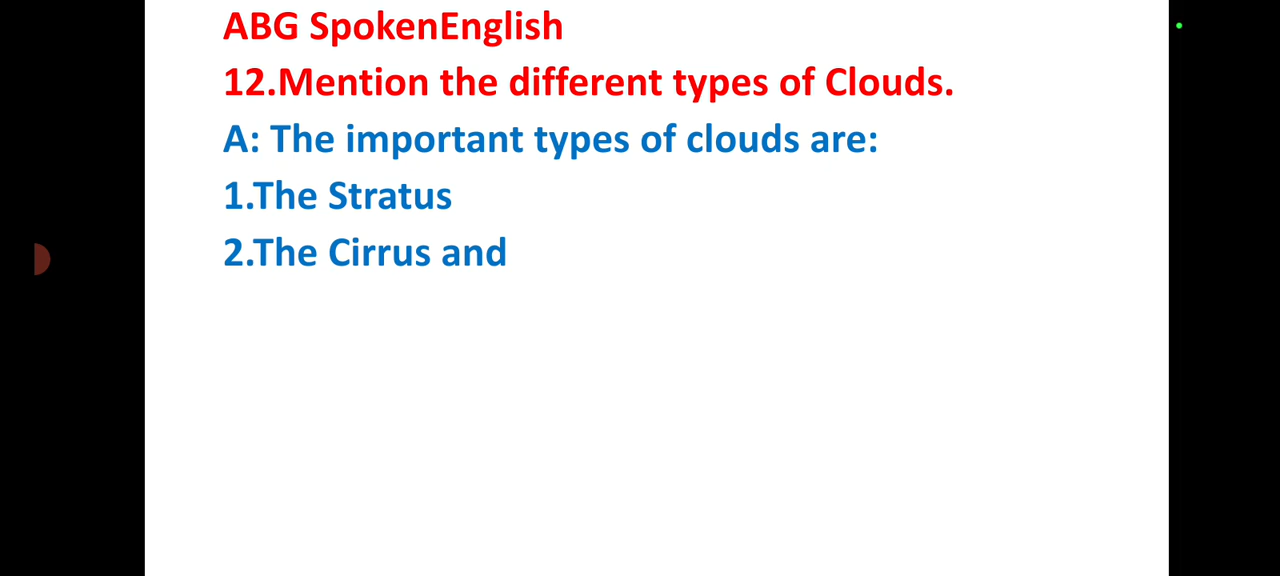 ABG SpokenEnglish
12.Mention the different types of Clouds.
A: The important types of clouds are:
1.The Stratus
2.The Cirrus and